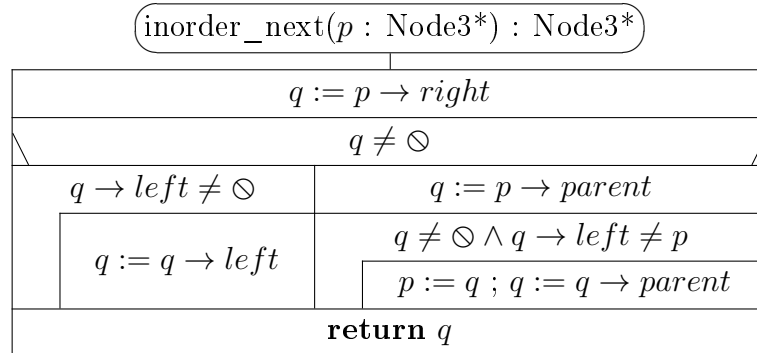 inorder_next(p : Node3*) : Node3*
q := p → right
q ≠ ⦸
q → left ≠ ⦸
q := p → parent
q := q → left
q ≠ ⦸ ∧ q → left ≠ p
p := q ; q := q → parent
return q